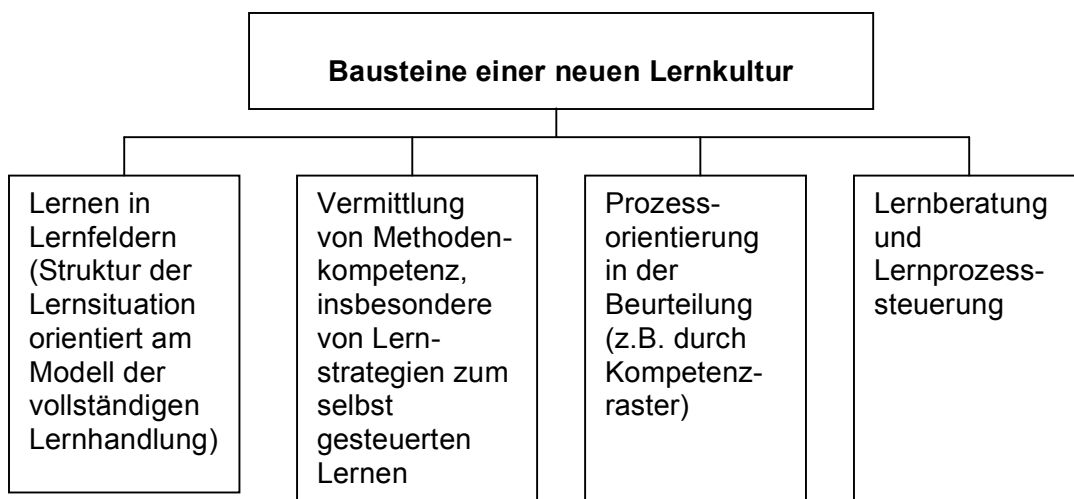 Bausteine einer neuen Lernkultur
Lernen in
Lernfeldern
(Struktur der
Lernsituation
orientiert am
Modell der
vollständigen
Lernhandlung)
Vermittlung
von Methoden-
kompetenz,
insbesondere
von Lern-
strategien zum
selbst
gesteuerten
Lernen
Prozess-
orientierung
in der
Beurteilung
(z.B. durch
Kompetenz-
raster)
Lernberatung
und
Lernprozess-
steuerung